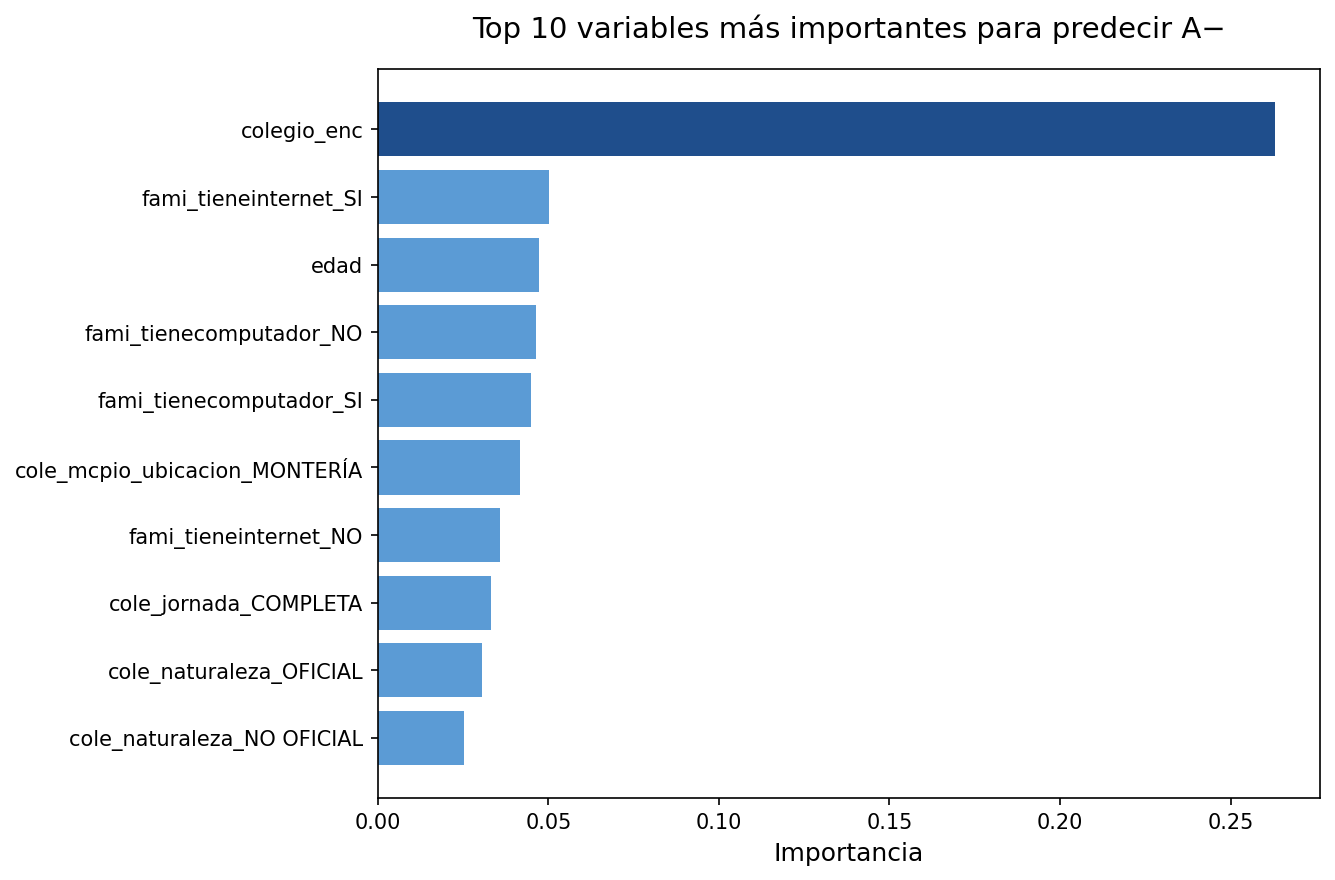 Top 10 variables más importantes para predecir A−
colegio_enc
fami_tieneinternet_SI
edad
fami_tienecomputador_NO
fami_tienecomputador_SI
cole_mcpio_ubicacion_MONTERÍA
fami_tieneinternet_NO
cole_jornada_COMPLETA
cole_naturaleza_OFICIAL
cole_naturaleza_NO OFICIAL
0.00 0.05 0.10 0.15 0.20 0.25
Importancia